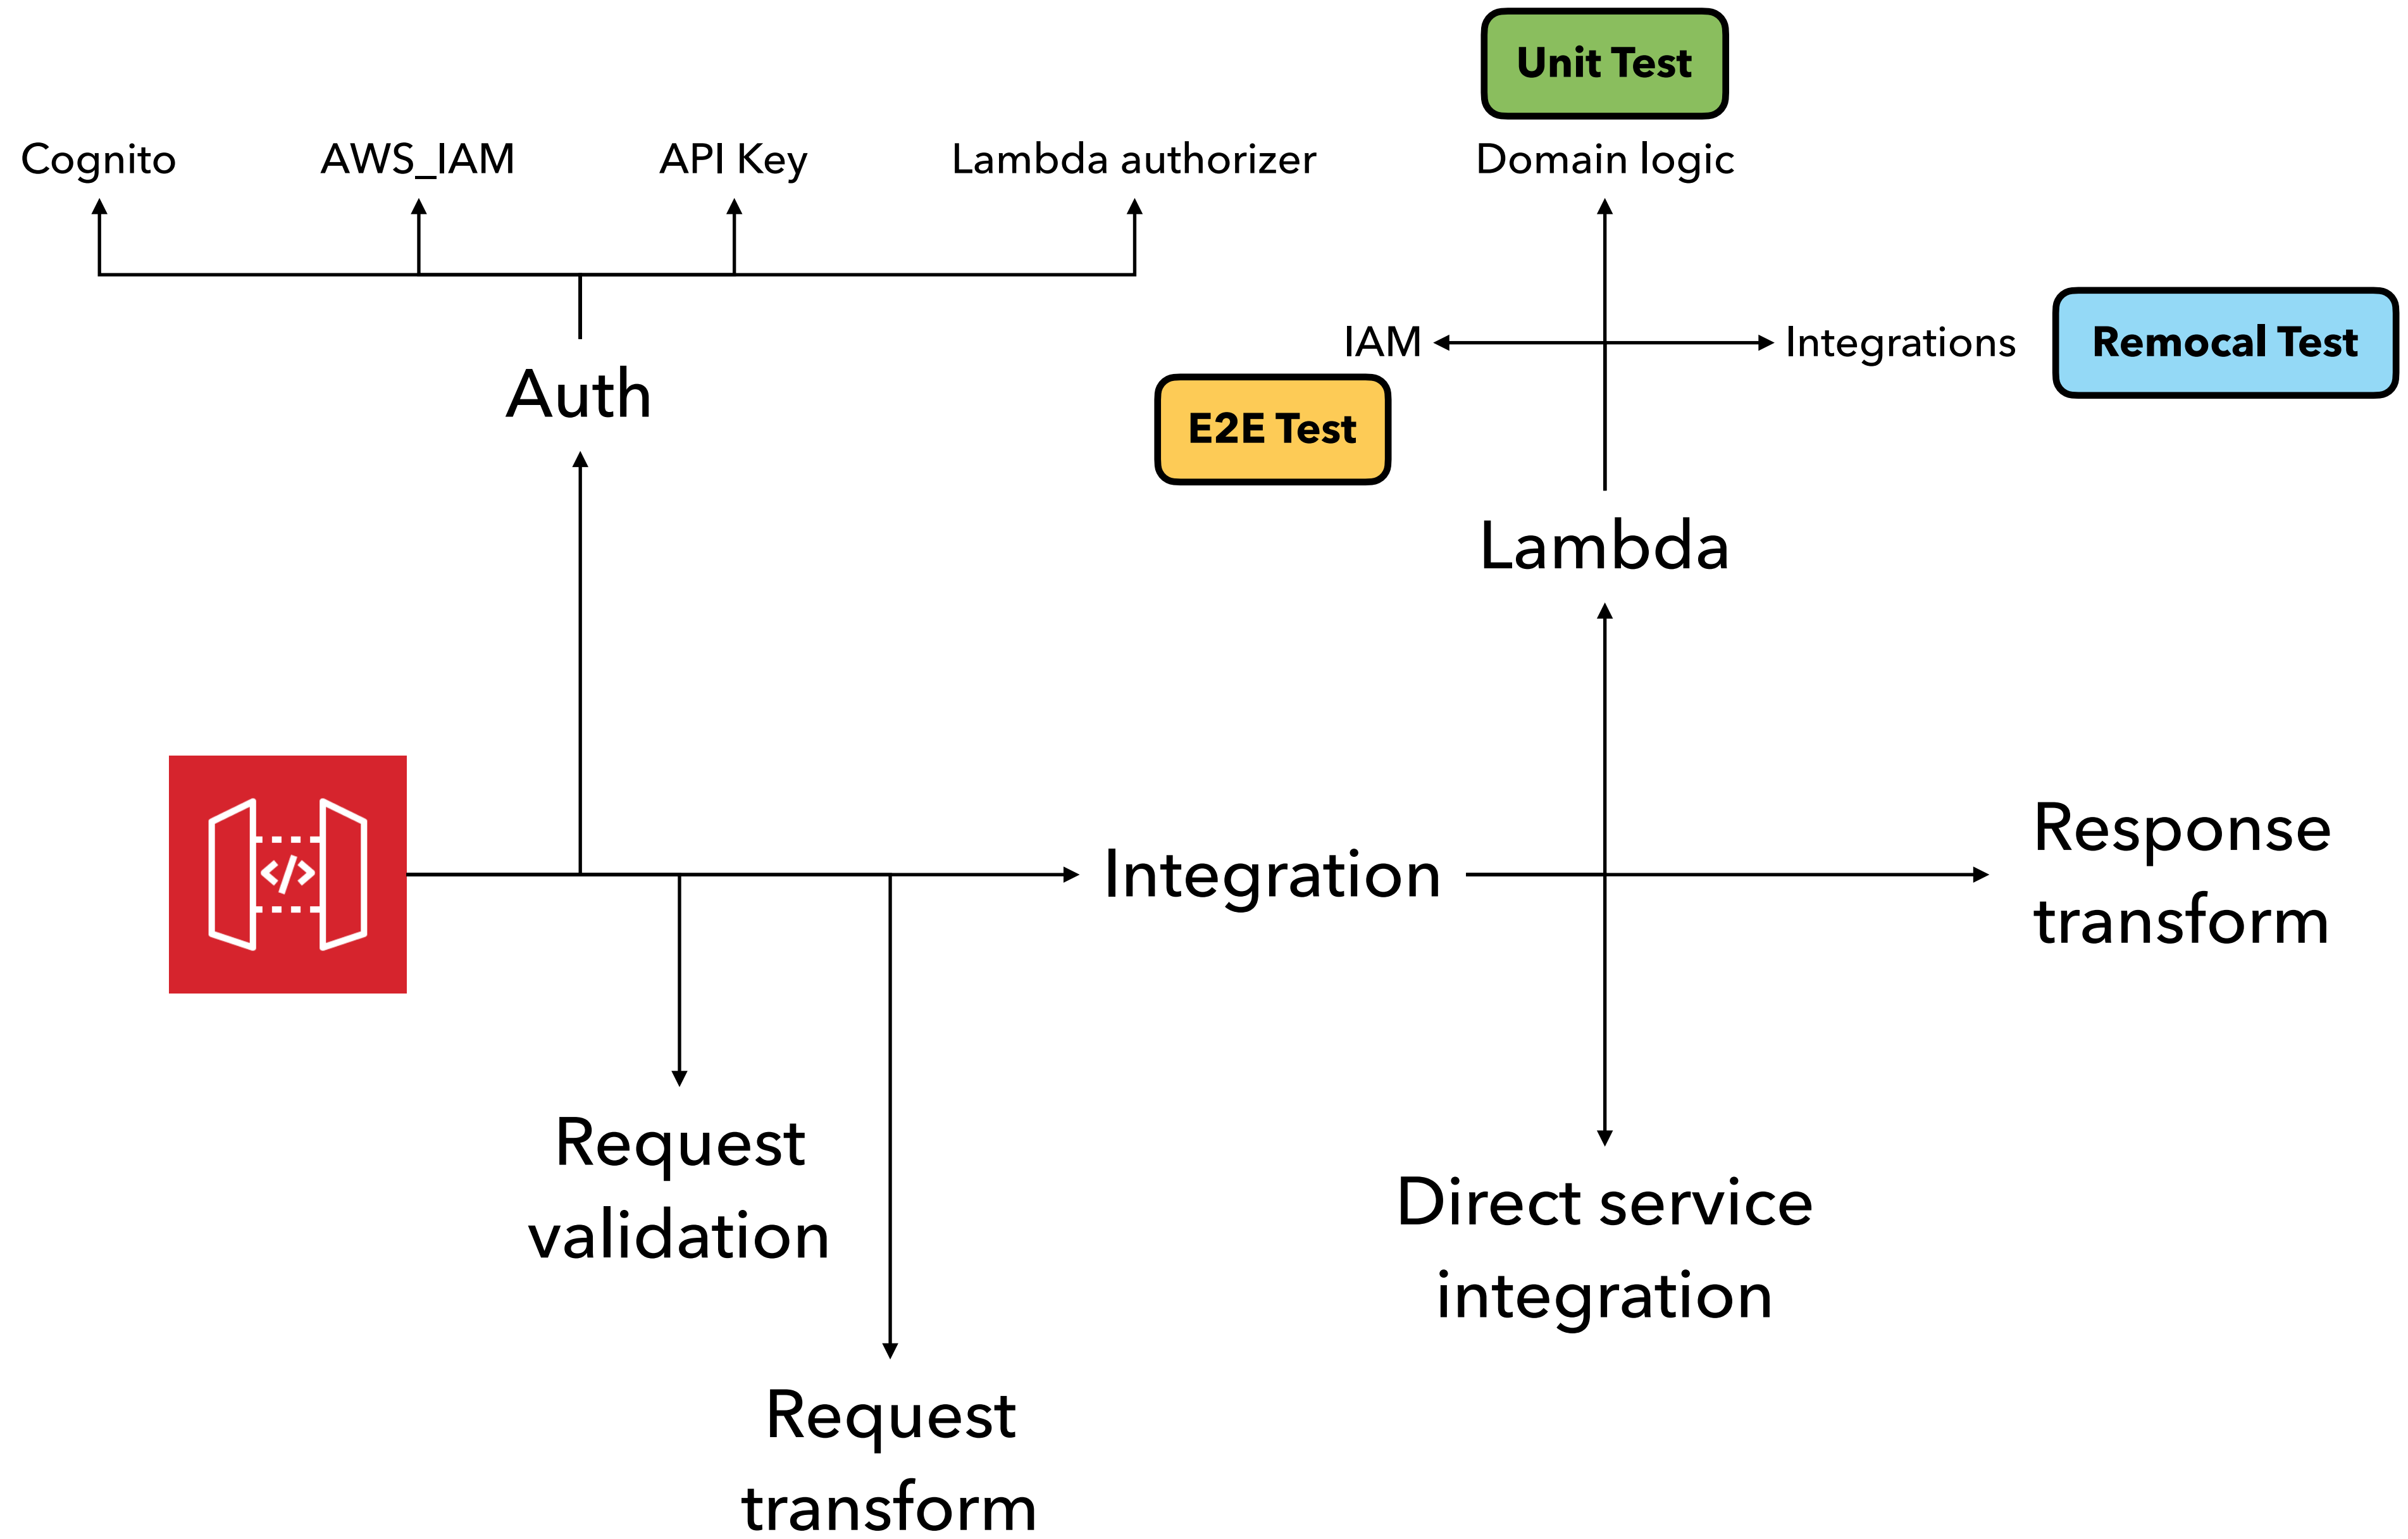 Unit Test
Cognito
AWS_IAM
API Key
Lambda authorizer
Domain logic
IAM
Integrations
Remocal Test
Auth
E2E Test
Lambda
</>
Integration
Response
transform
Request
validation
Direct service
integration
Request
transform